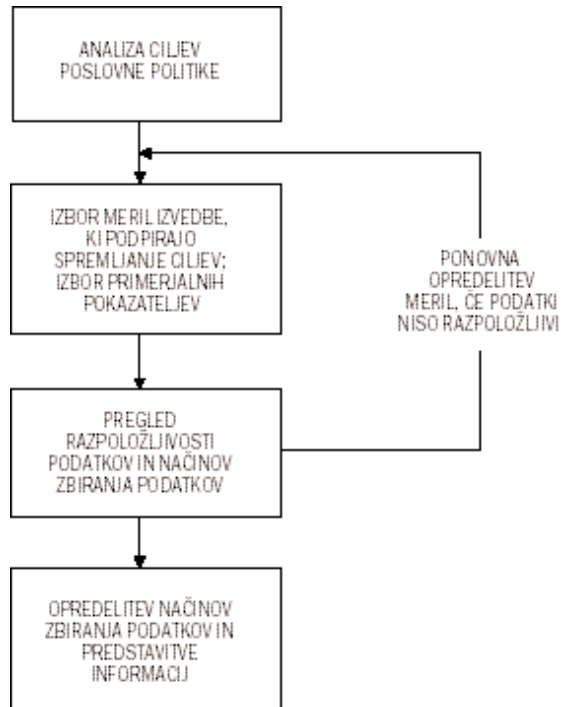 ANALIZA CILJEV
POSLOVNE POLITIKE
IZBOR MERIL IZVEDBE,
KI PODPIRAJO
SPREMLJANJE CILJEV;
IZBOR PRIMERJALNIH
POKAZATELJEV
PONOVNA
OPREDELITEV
MERIL, ČE PODATKI
NISO RAZPOLOŽLJIVI
PREGLED
RAZPOLOŽLJIVOSTI
PODATKOV IN NAČINOV
ZBIRANJA PODATKOV
OPREDELITEV NAČINOV
ZBIRANJA PODATKOV IN
PREDSTAVITVE
INFORMACIJ